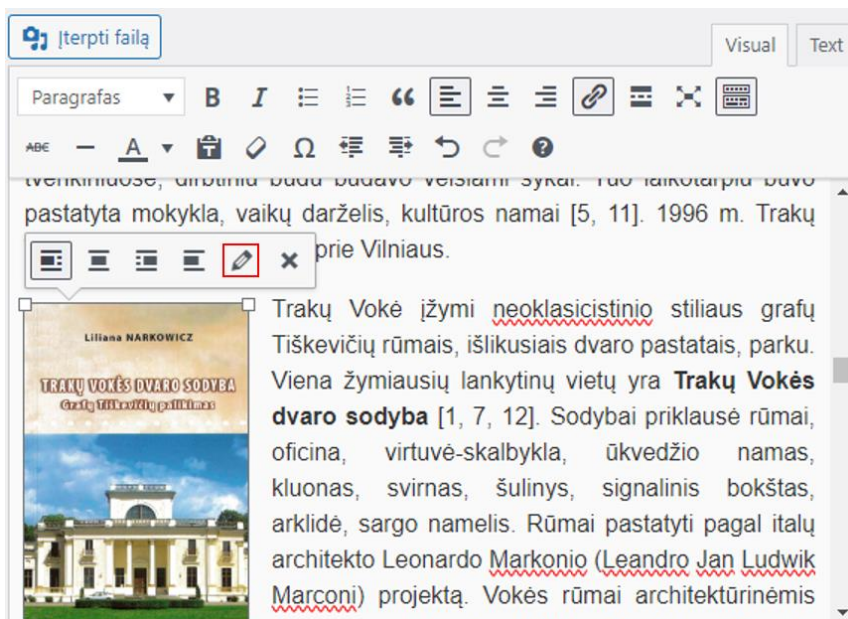 Įterpti failą
Visual Text
Paragrafas B I
ABE A Ω
tvenkiniuose, dirbtiniu būdu buvo veisiami sykai. Tuo laikotarpiu buvo
pastatyta mokykla, vaikų darželis, kultūros namai [5, 11]. 1996 m. Trakų
prie Vilniaus.
Liliana NARKOWICZ
TRAKŲ VOKĖS DVARO SODYBA
Grafų Tiškevičių palikimas
Trakų Vokė įžymi neoklasicistinio stiliaus grafų
Tiškevičių rūmais, išlikusiais dvaro pastatais, parku.
Viena žymiausių lankytinų vietų yra Trakų Vokės
dvaro sodyba [1, 7, 12]. Sodybai priklausė rūmai,
oficina, virtuvė-skalbykla, ūkvedžio namas,
kluonas, svirnas, šulinys, signalinis bokštas,
arklidė, sargo namelis. Rūmai pastatyti pagal italų
architekto Leonardo Markonio (Leandro Jan Ludwik
Marconi) projektą. Vokės rūmai architektūrinėmis